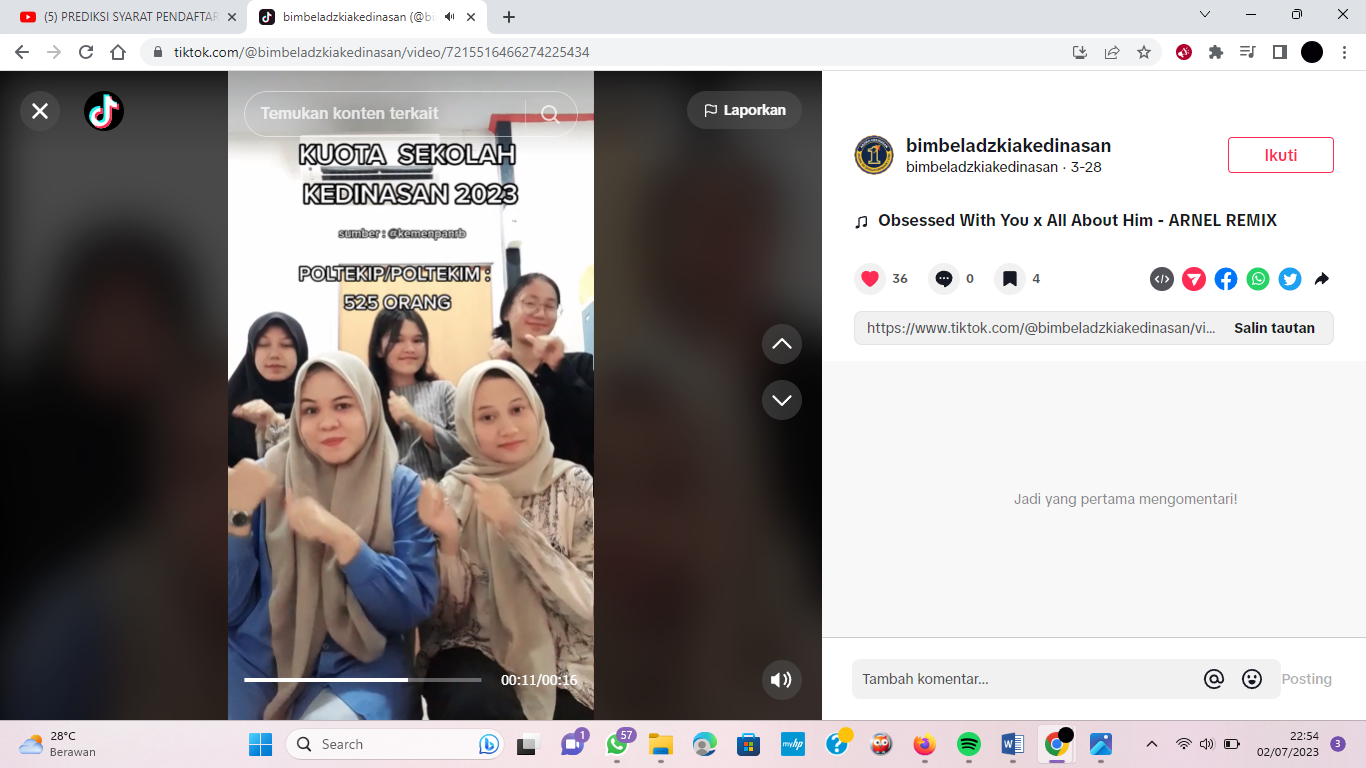 (5) PREDIKSI SYARAT PENDAFTAR
bimbeladzkiakedinasan (@b
tiktok.com/@bimbeladzkiakedinasan/video/7215516466274225434
Temukan konten terkait
Laporkan
KUOTA SEKOLAH
KEDINASAN 2023
sumber : @kemenpanrb
POLTEKIP/POLTEKIM :
525 ORANG
00:11/00:16
bimbeladzkiakedinasan
bimbeladzkiakedinasan · 3-28
Ikuti
Obsessed With You x All About Him - ARNEL REMIX
36
0
4
https://www.tiktok.com/@bimbeladzkiakedinasan/vi...
Salin tautan
Jadi yang pertama mengomentari!
Tambah komentar...
Posting
28°C
Berawan
Search
1
57
myhp
22:54
02/07/2023
3